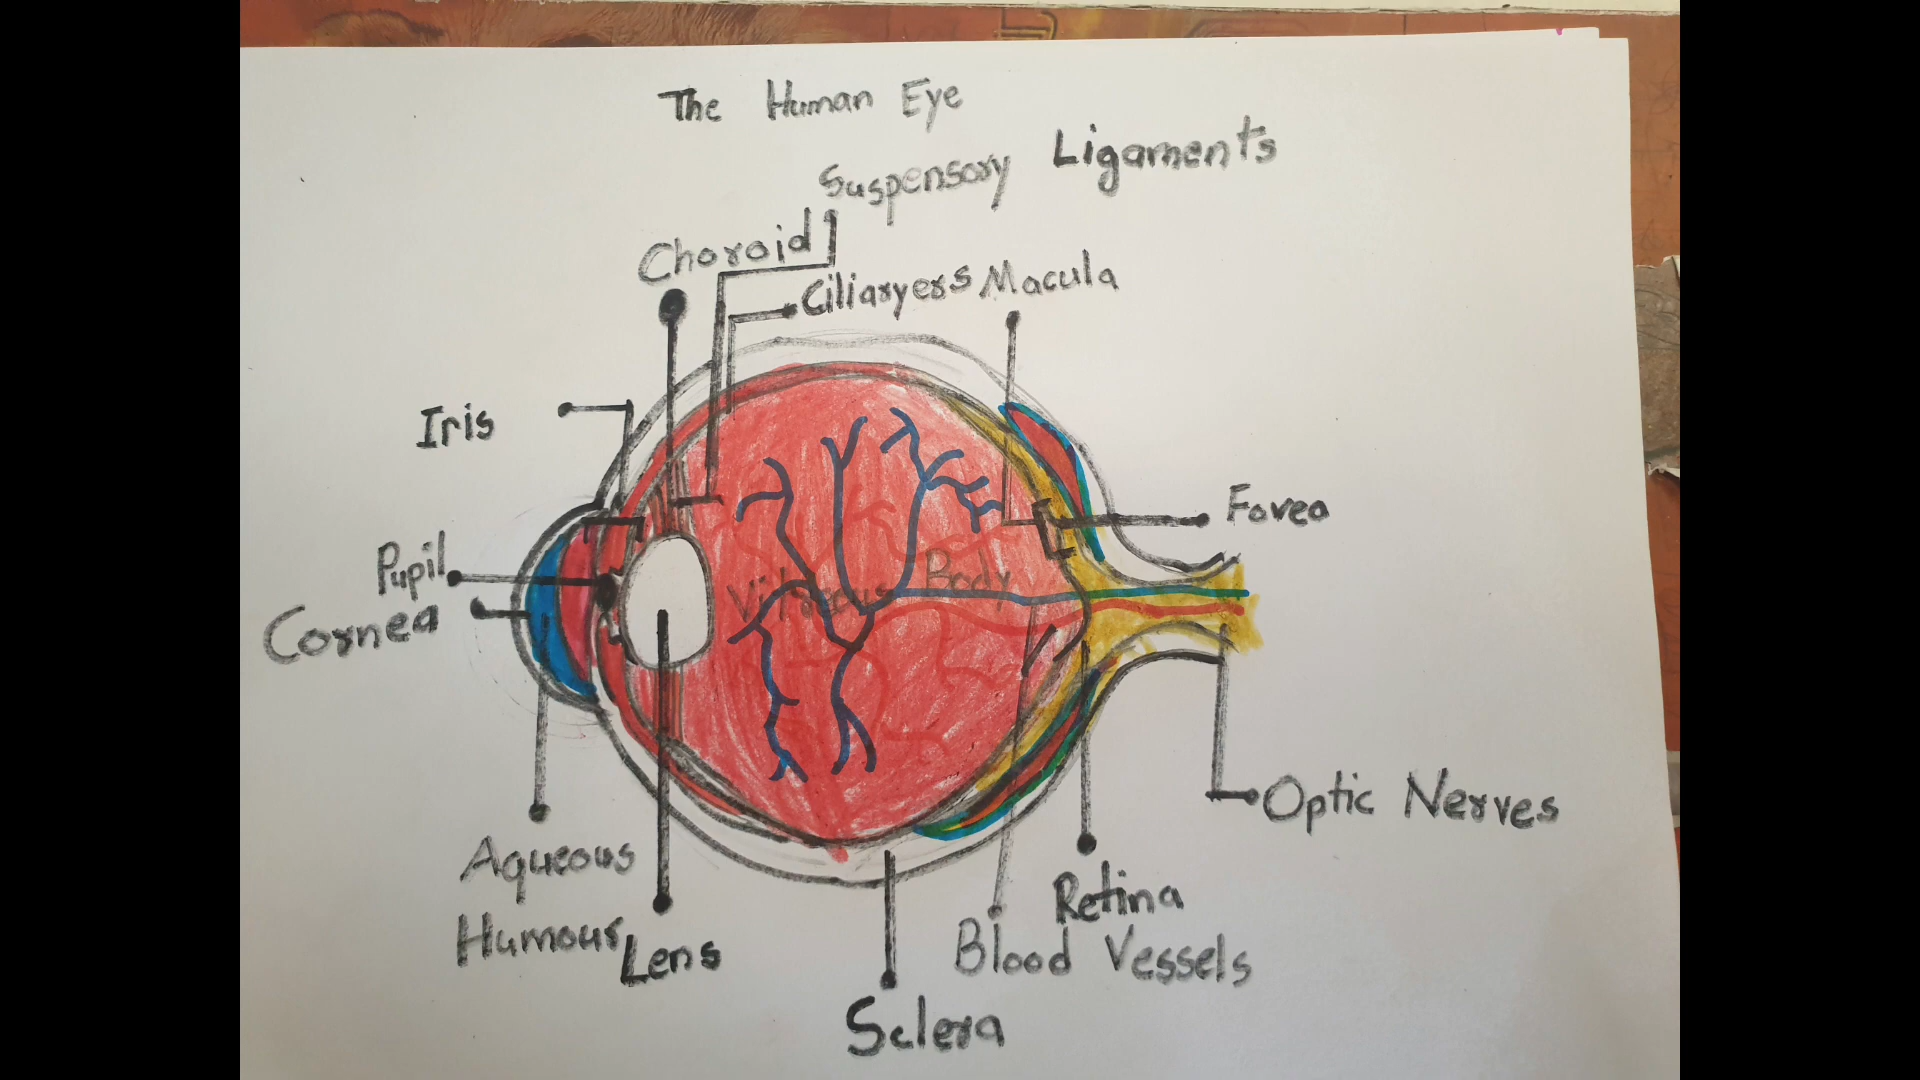 The Human Eye
Suspensory Ligaments
Choroid
Ciliaryers
Macula
Iris
Fovea
Pupil
Cornea
Vitreous Body
Optic Nerves
Aqueous
Humour
Lens
Retina
Blood Vessels
Sclera